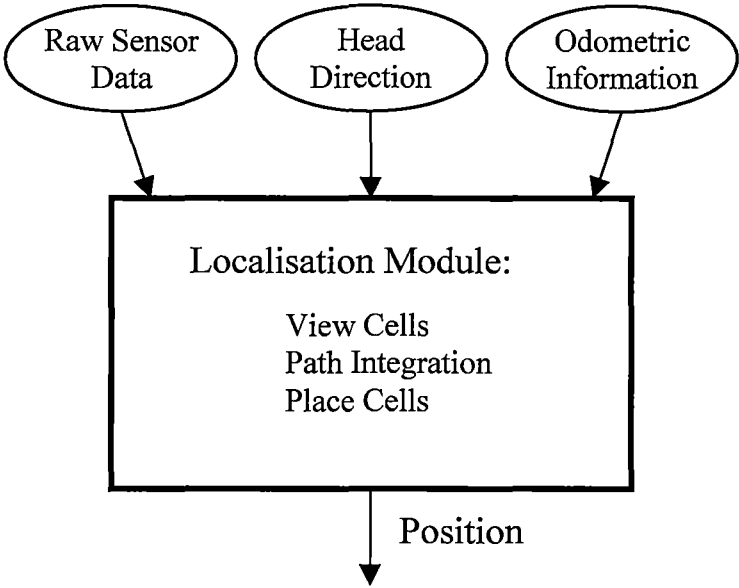 Raw Sensor
Data
Head
Direction
Odometric
Information
Localisation Module:
View Cells
Path Integration
Place Cells
Position